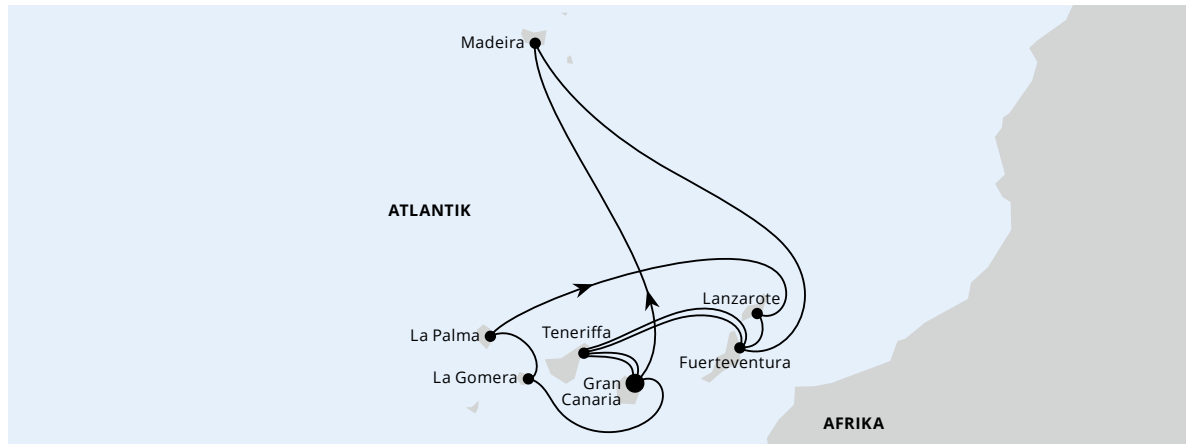 Madeira
ATLANTIK
Lanzarote
La Palma
Teneriffa
Fuerteventura
La Gomera
Gran
Canaria
AFRIKA